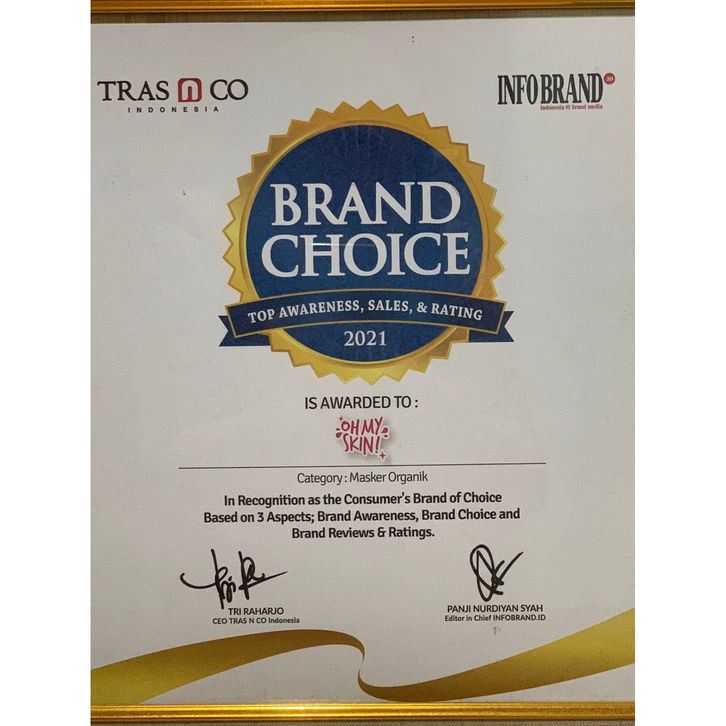 TRAS N CO
INDONESIA
INFOBRAND.ID
Indonesia #1 brand media
BRAND
CHOICE
TOP AWARENESS, SALES, & RATING
2021
IS AWARDED TO :
OH MY
SKIN!
Category : Masker Organik
In Recognition as the Consumer's Brand of Choice
Based on 3 Aspects; Brand Awareness, Brand Choice and
Brand Reviews & Ratings.
TRI RAHARJO
CEO TRAS N CO Indonesia
PANJI NURDIYAN SYAH
Editor in Chief INFOBRAND.ID